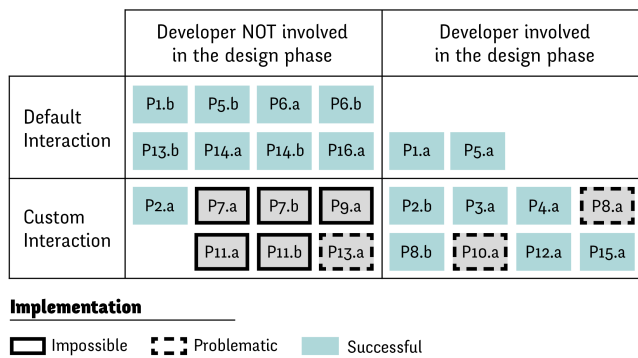 Developer NOT involved
in the design phase
Developer involved
in the design phase
Default
Interaction
P1.b P5.b P6.a P6.b
P13.b P14.a P14.b P16.a P1.a P5.a
Custom
Interaction
P2.a P7.a P7.b P9.a P2.b P3.a P4.a P8.a
P11.a P11.b P13.a P8.b P10.a P12.a P15.a
Implementation
Impossible Problematic Successful